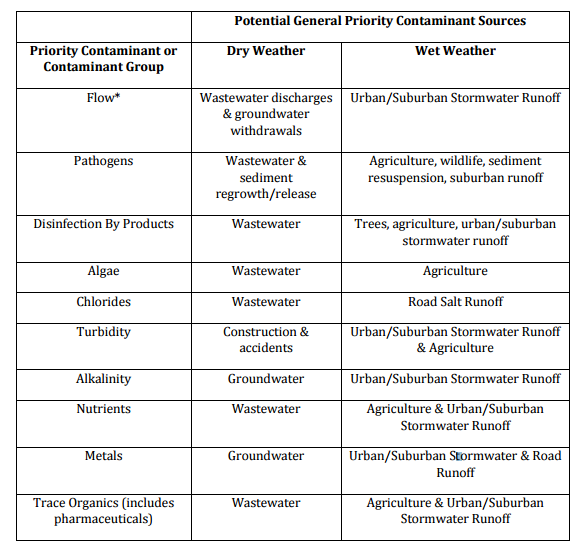 Potential General Priority Contaminant Sources
Priority Contaminant or
Contaminant Group
Dry Weather
Wet Weather
Flow*
Wastewater discharges
& groundwater
withdrawals
Urban/Suburban Stormwater Runoff
Pathogens
Wastewater &
sediment
regrowth/release
Agriculture, wildlife, sediment
resuspension, suburban runoff
Disinfection By Products
Wastewater
Trees, agriculture, urban/suburban
stormwater runoff
Algae
Wastewater
Agriculture
Chlorides
Wastewater
Road Salt Runoff
Turbidity
Construction &
accidents
Urban/Suburban Stormwater Runoff
& Agriculture
Alkalinity
Groundwater
Urban/Suburban Stormwater Runoff
Nutrients
Wastewater
Agriculture & Urban/Suburban
Stormwater Runoff
Metals
Groundwater
Urban/Suburban Stormwater & Road
Runoff
Trace Organics (includes
pharmaceuticals)
Wastewater
Agriculture & Urban/Suburban
Stormwater Runoff